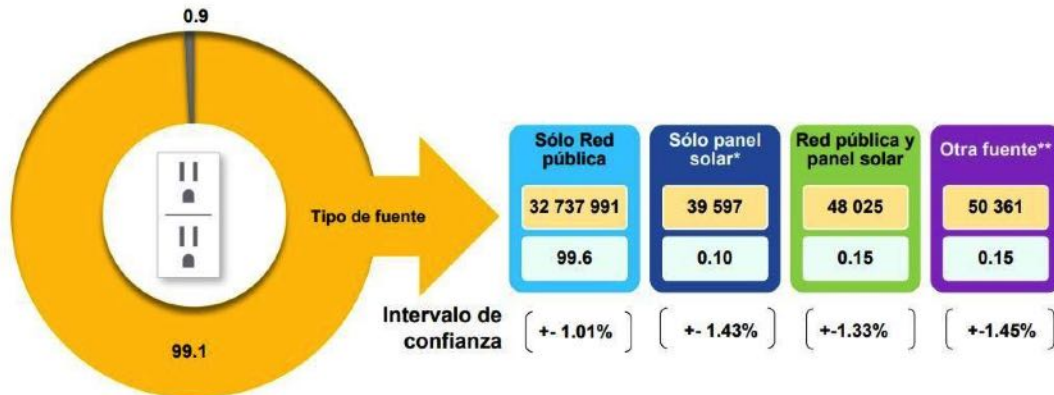 0.9
Tipo de fuente
99.1
Sólo Red
pública
32 737 991
99.6
Sólo panel
solar*
39 597
0.10
Red pública y
panel solar
48 025
0.15
Otra fuente**
50 361
0.15
Intervalo de
confianza
+- 1.01%
+- 1.43%
+-1.33%
+-1.45%